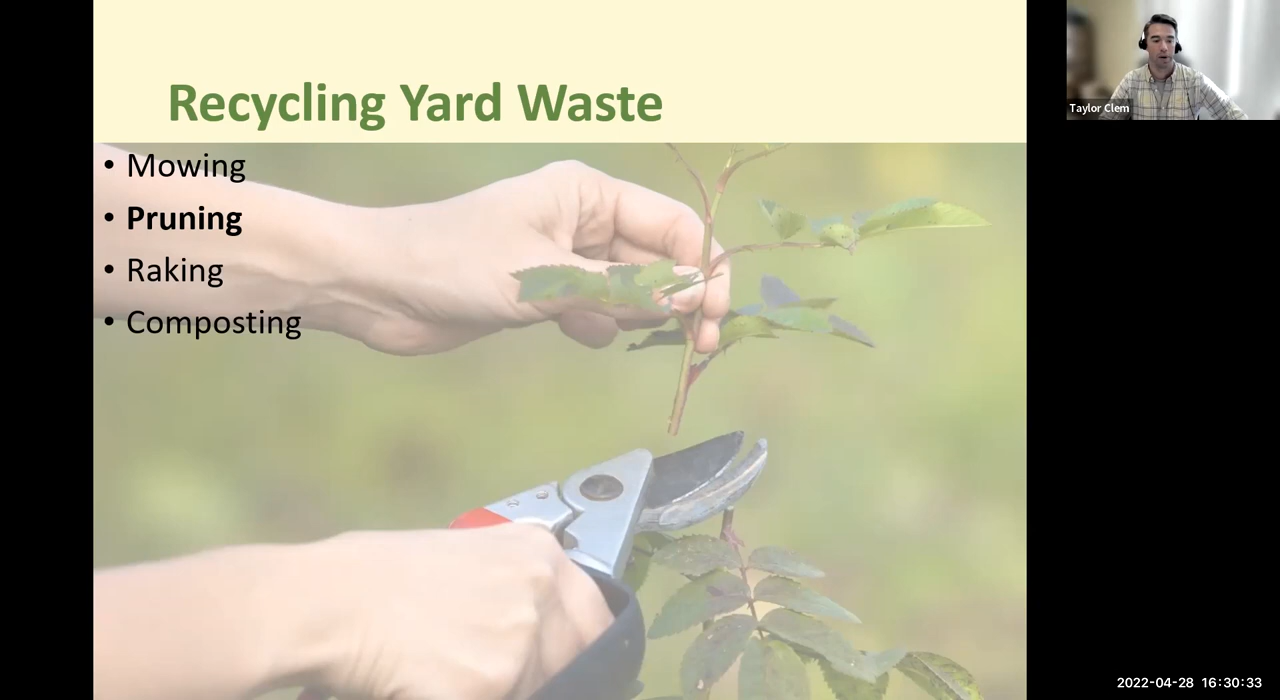 Recycling Yard Waste
• Mowing
• Pruning
• Raking
• Composting
Taylor Clem
2022-04-28 16:30:33